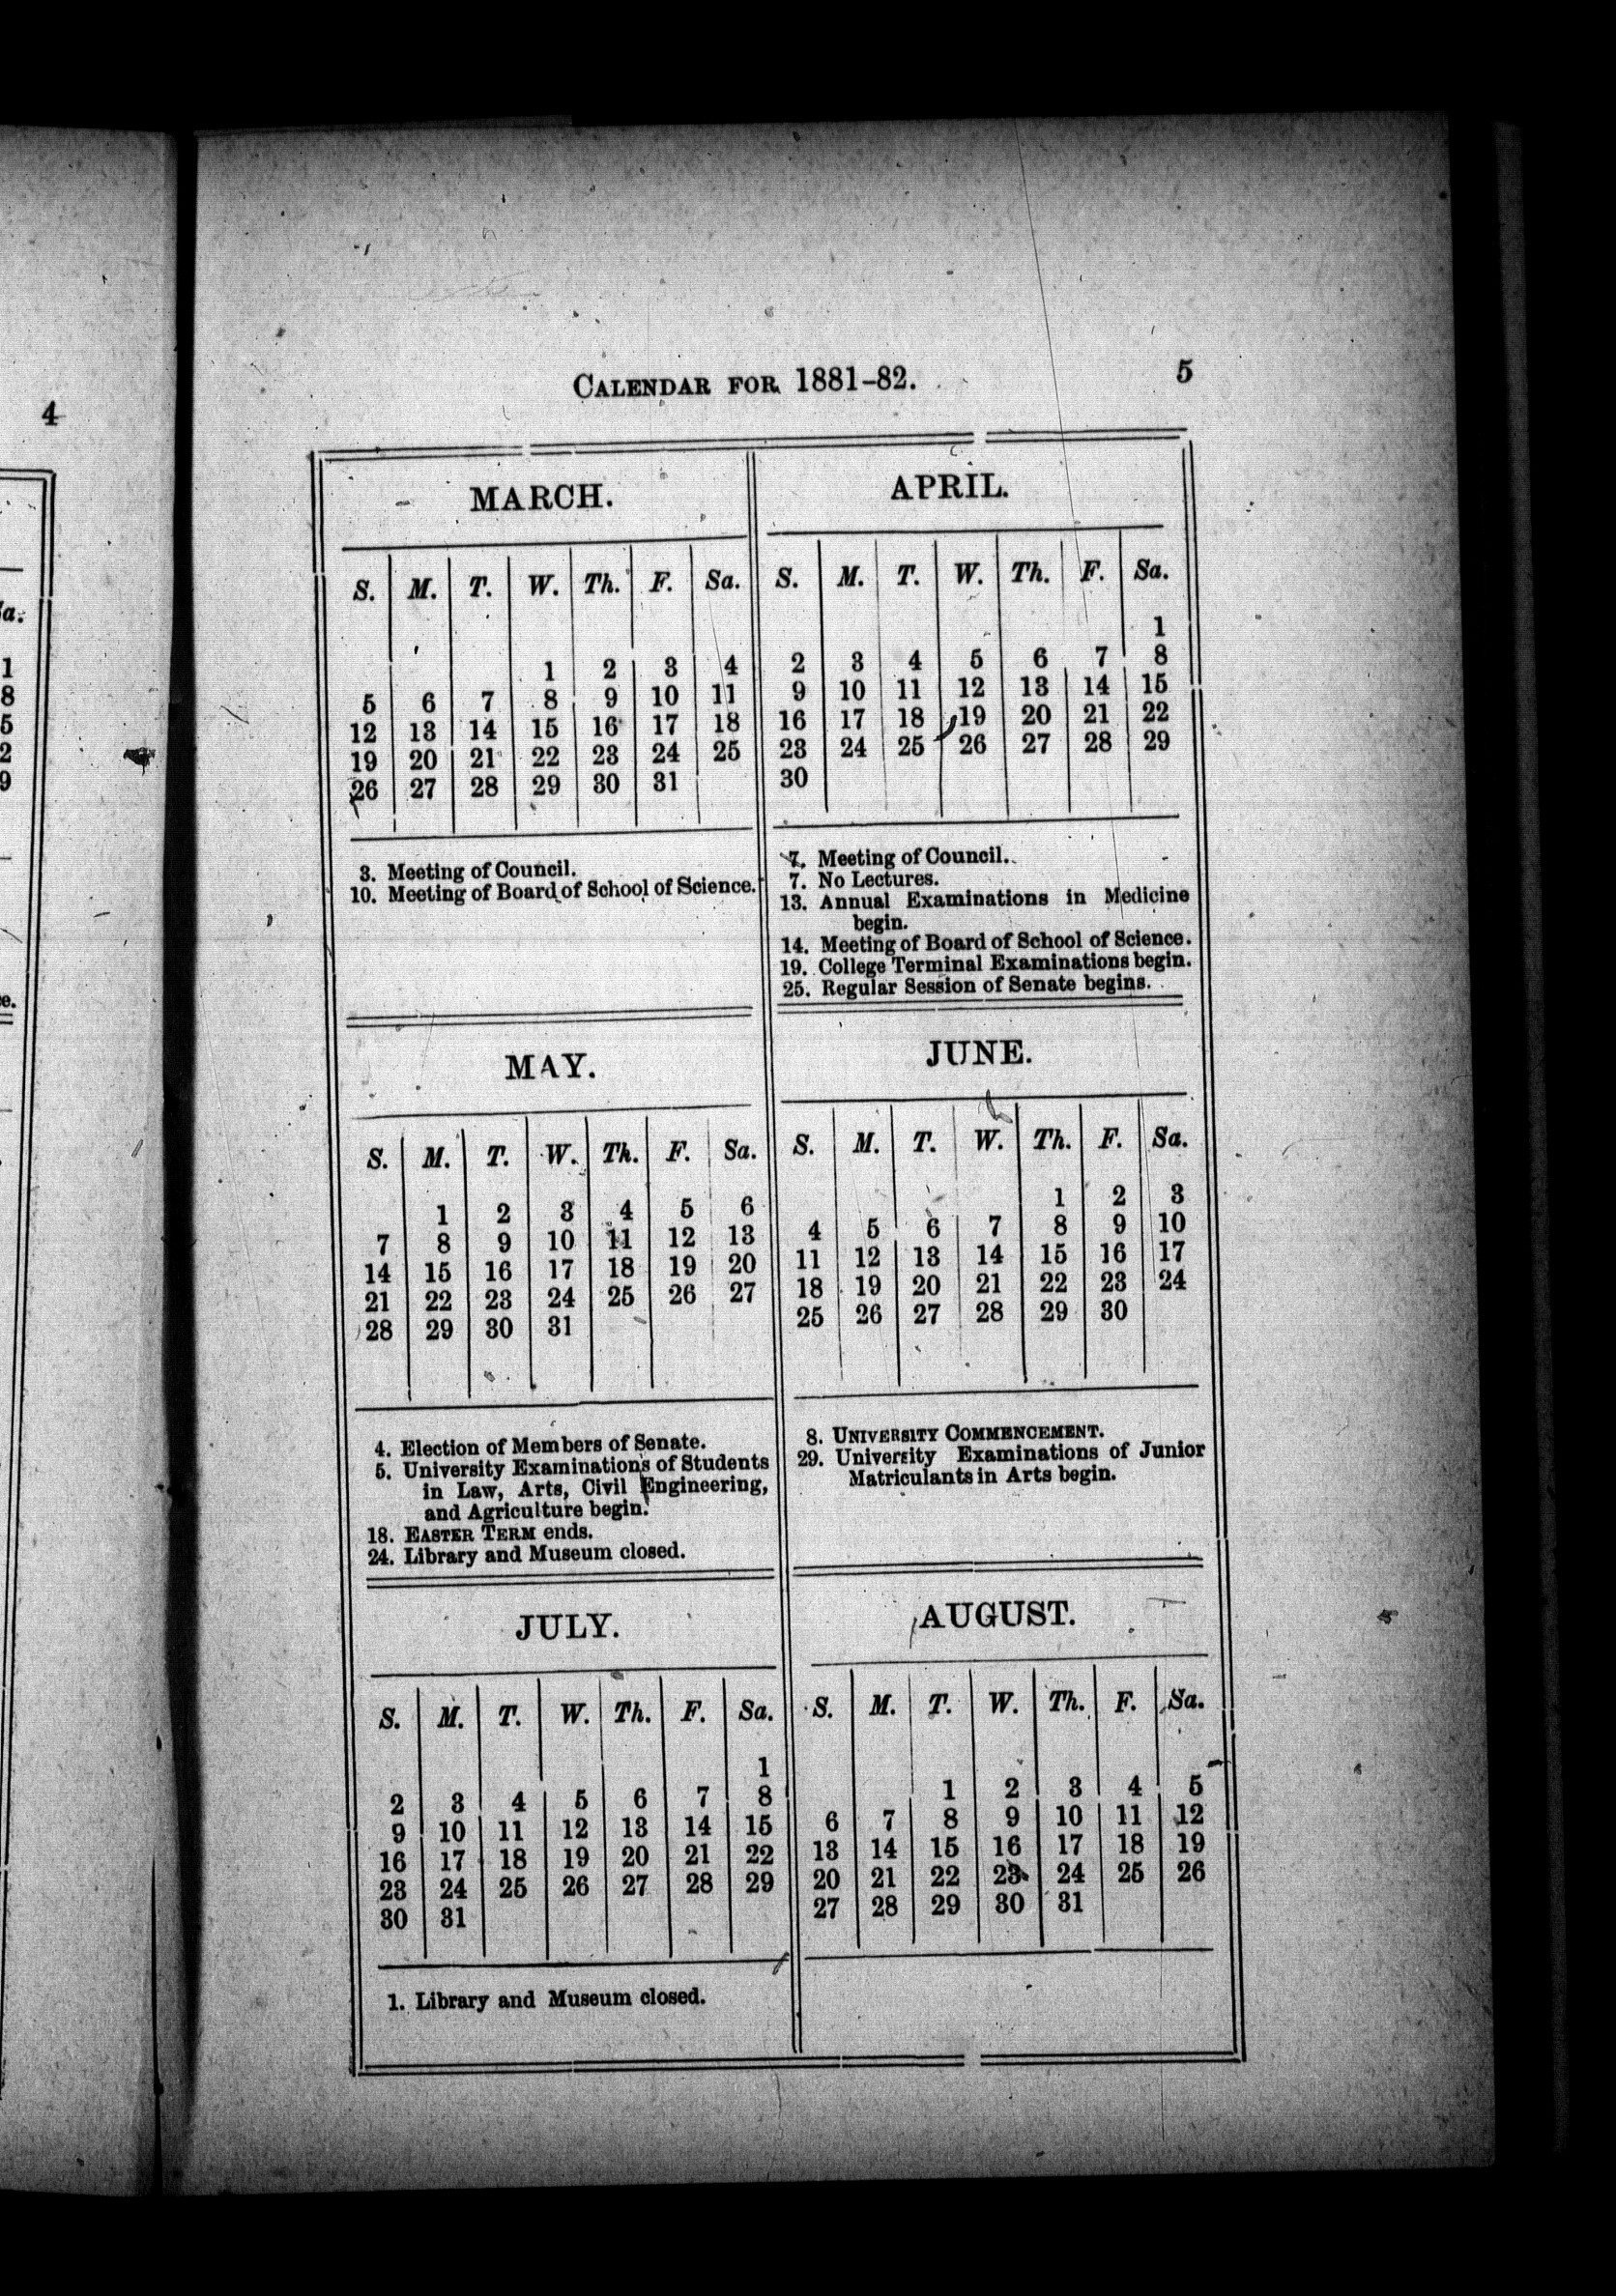 4
a.
1
8
5
2
9
e.
CALENDAR FOR 1881-82. 5
MARCH.
S. M. T. W. Th. F. Sa.
1 2 3 4
5 6 7 8 9 10 11
12 13 14 15 16 17 18
19 20 21 22 23 24 25
26 27 28 29 30 31
3. Meeting of Council.
10. Meeting of Board of School of Science.
APRIL.
S. M. T. W. Th. F. Sa.
1
2 3 4 5 6 7 8
9 10 11 12 13 14 15
16 17 18 19 20 21 22
23 24 25 26 27 28 29
30
7. Meeting of Council.
7. No Lectures.
13. Annual Examinations in Medicine
begin.
14. Meeting of Board of School of Science.
19. College Terminal Examinations begin.
25. Regular Session of Senate begins.
MAY.
S. M. T. W. Th. F. Sa.
1 2 3 4 5 6
7 8 9 10 11 12 13
14 15 16 17 18 19 20
21 22 23 24 25 26 27
28 29 30 31
4. Election of Members of Senate.
5. University Examinations of Students
in Law, Arts, Civil Engineering,
and Agriculture begin.
18. EASTER TERM ends.
24. Library and Museum closed.
JUNE.
S. M. T. W. Th. F. Sa.
1 2 3
4 5 6 7 8 9 10
11 12 13 14 15 16 17
18 19 20 21 22 23 24
25 26 27 28 29 30
8. UNIVERSITY COMMENCEMENT.
29. University Examinations of Junior
Matriculants in Arts begin.
JULY.
S. M. T. W. Th. F. Sa.
1
2 3 4 5 6 7 8
9 10 11 12 13 14 15
16 17 18 19 20 21 22
23 24 25 26 27 28 29
30 31
1. Library and Museum closed.
AUGUST.
S. M. T. W. Th. F. Sa.
1 2 3 4 5
6 7 8 9 10 11 12
13 14 15 16 17 18 19
20 21 22 23 24 25 26
27 28 29 30 31